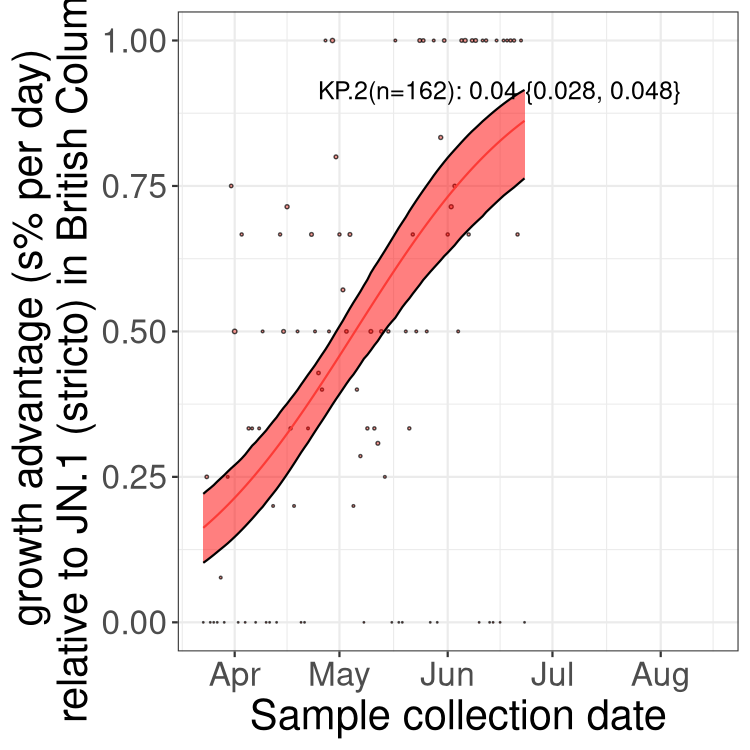 growth advantage (s% per day)
relative to JN.1 (stricto) in British Colum
1.00
0.75
0.50
0.25
0.00
KP.2(n=162): 0.04 {0.028, 0.048}
Apr May Jun Jul Aug
Sample collection date